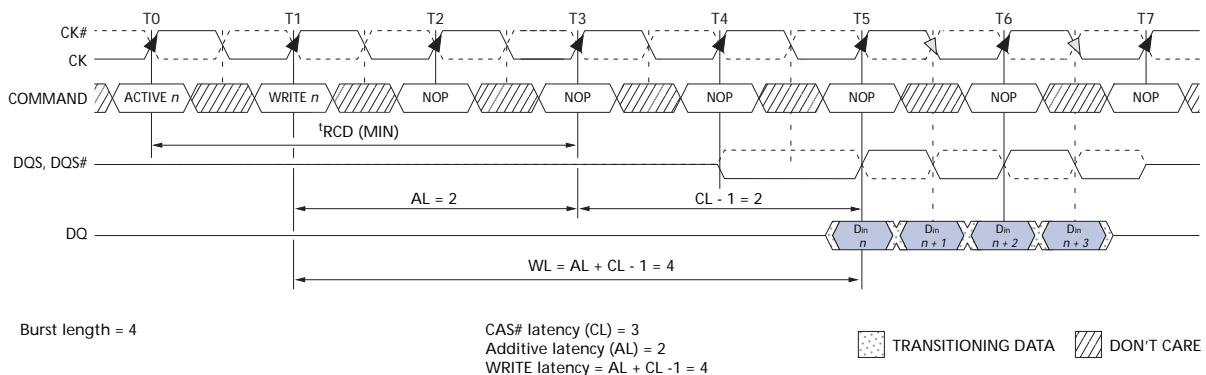 T0 T1 T2 T3 T4 T5 T6 T7
CK#
CK
COMMAND ACTIVE n WRITE n NOP NOP NOP NOP NOP NOP
tRCD (MIN)
DQS, DQS#
AL = 2 CL - 1 = 2
DQ Din n Din n + 1 Din n + 2 Din n + 3
WL = AL + CL - 1 = 4
Burst length = 4
CAS# latency (CL) = 3
Additive latency (AL) = 2
WRITE latency = AL + CL -1 = 4
TRANSITIONING DATA DON'T CARE